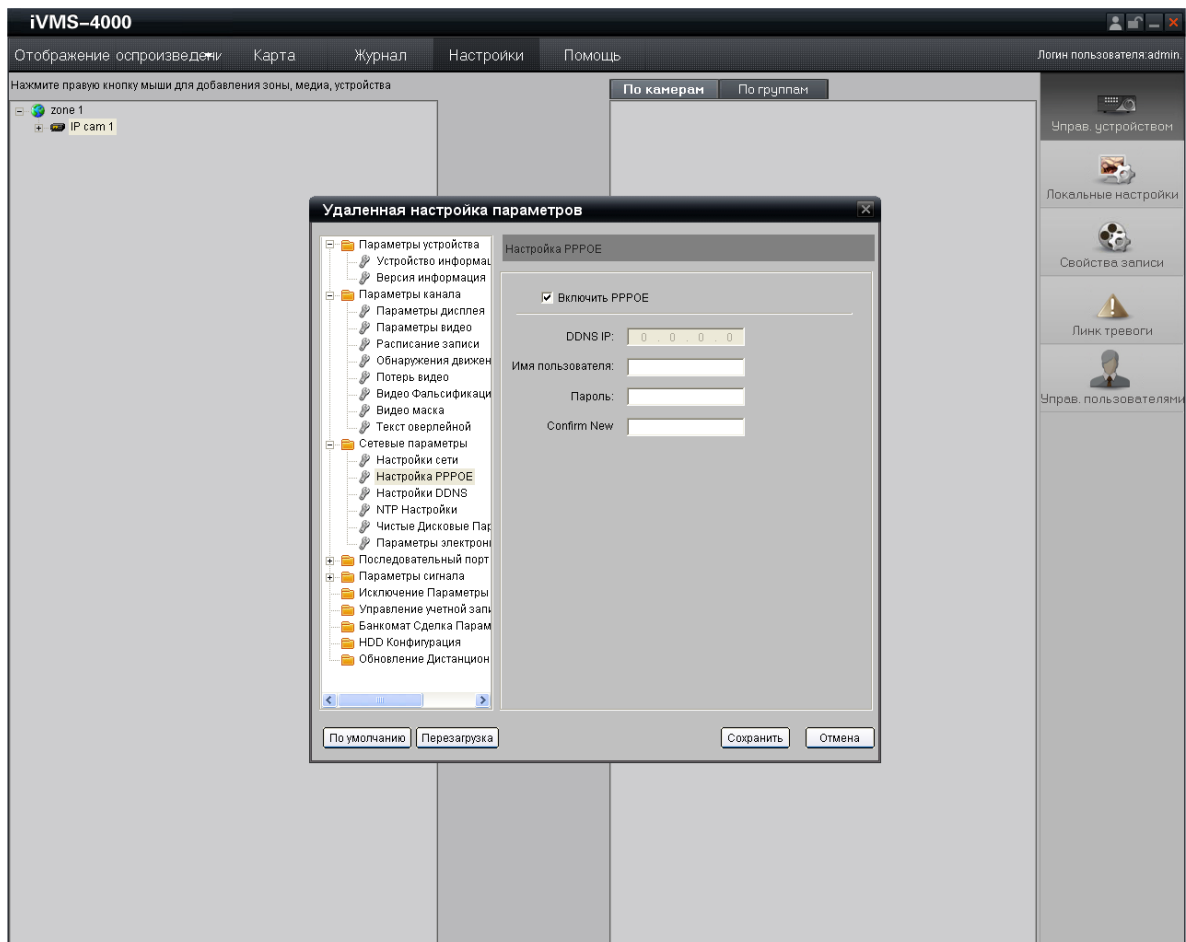 iVMS-4000
Отображение оспроизведени Карта Журнал Настройки Помощь Логин пользователя:admin.
Нажмите правую кнопку мыши для добавления зоны, медиа, устройства
По камерам По группам
zone 1
IP cam 1
Управ. устройством
Локальные настройки
Свойства записи
Линк тревоги
Управ. пользователями
Удаленная настройка параметров
Параметры устройства
Устройство информац
Версия информация
Параметры канала
Параметры дисплея
Параметры видео
Расписание записи
Обнаружения движен
Потерь видео
Видео Фальсификаци
Видео маска
Текст оверлейной
Сетевые параметры
Настройки сети
Настройка PPPOE
Настройки DDNS
NTP Настройки
Чистые Дисковые Пар
Параметры электрон
Последовательный порт
Параметры сигнала
Исключение Параметры
Управление учетной запи
Банкомат Сделка Парам
HDD Конфигурация
Обновление Дистанцион
Настройка PPPOE
Включить PPPOE
DDNS IP: 0 . 0 . 0 . 0
Имя пользователя:
Пароль:
Confirm New
По умолчанию Перезагрузка Сохранить Отмена